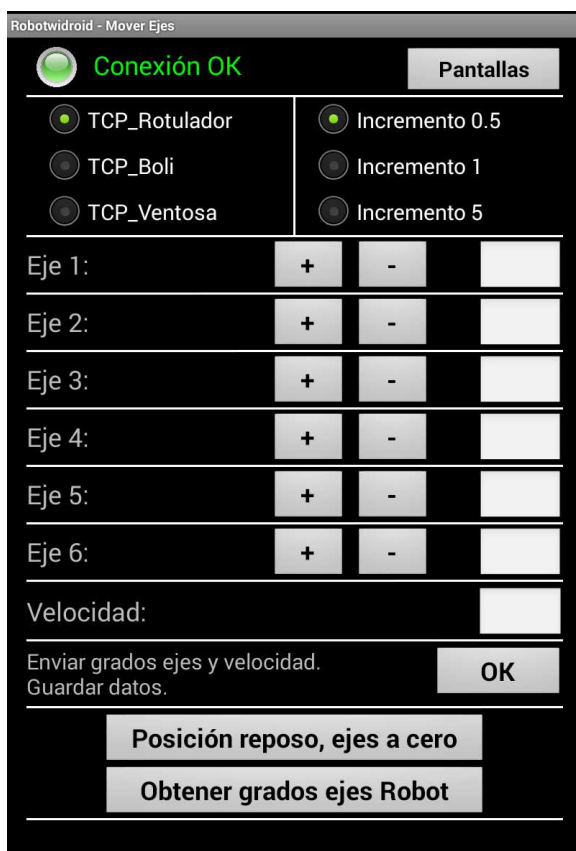 Robotwidroid - Mover Ejes
Conexión OK
Pantallas
TCP_Rotulador
Incremento 0.5
TCP_Boli
Incremento 1
TCP_Ventosa
Incremento 5
Eje 1: + -
Eje 2: + -
Eje 3: + -
Eje 4: + -
Eje 5: + -
Eje 6: + -
Velocidad:
Enviar grados ejes y velocidad.
Guardar datos.
OK
Posición reposo, ejes a cero
Obtener grados ejes Robot